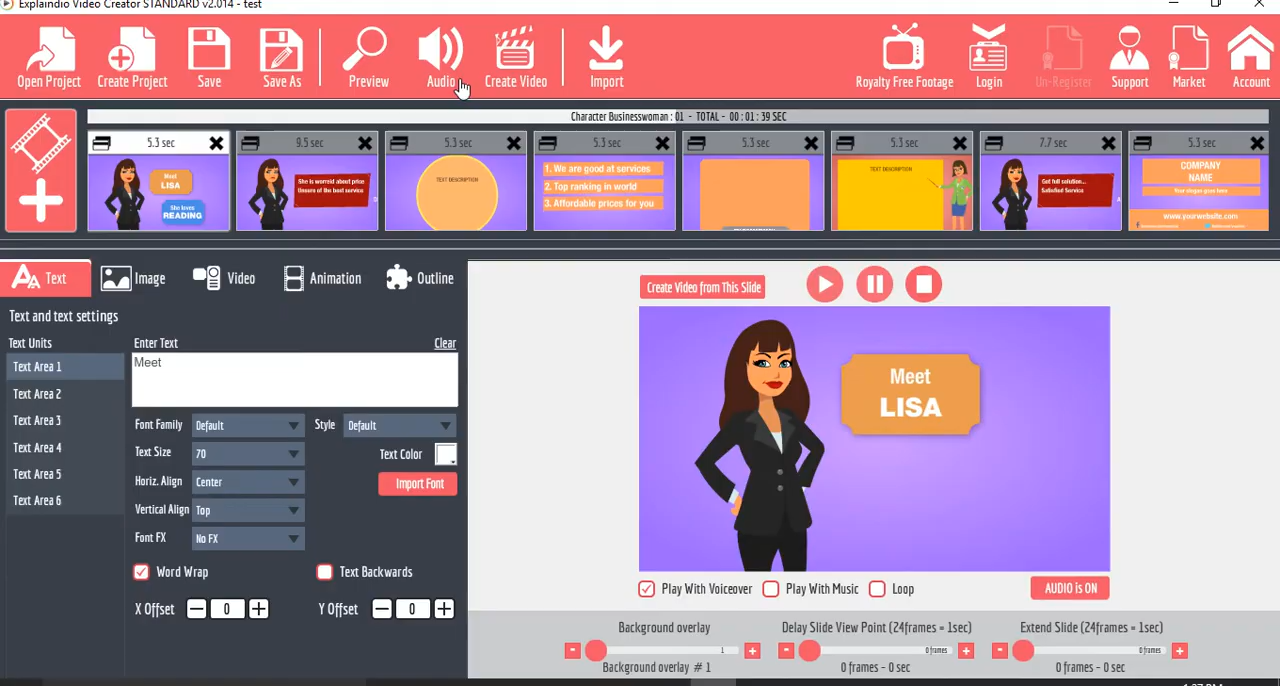 Explaindio Video Creator STANDARD v2.014 - test
Open Project
Create Project
Save
Save As
Preview
Audio
Create Video
Import
Royalty Free Footage
Login
Un-Register
Support
Market
Account
Character Businesswoman : 01 - TOTAL - 00 : 01 : 39 SEC
5.3 sec
9.5 sec
5.3 sec
5.3 sec
5.3 sec
5.3 sec
7.7 sec
5.3 sec
Meet
LISA
She loves
READING
She is worreid about price
Unsure of the best service
TEXT DESCRIPTION
1. We are good at services
2. Top ranking in world
3. Affordable prices for you
TEXT DESCRIPTION
Get full solution...
Satisfied Service
COMPANY
NAME
Your slogan goes here
www.yourwebsite.com
Text
Image
Video
Animation
Outline
Text and text settings
Text Units
Enter Text
Clear
Text Area 1
Text Area 2
Text Area 3
Text Area 4
Text Area 5
Text Area 6
Meet
Font Family Default
Style Default
Text Size 70
Text Color
Horiz. Align Center
Import Font
Vertical Align Top
Font FX No FX
Word Wrap
Text Backwards
X Offset 0
Y Offset 0
Create Video from This Slide
Meet
LISA
Play With Voiceover
Play With Music
Loop
AUDIO is ON
Background overlay
Delay Slide View Point (24frames = 1sec)
Extend Slide (24frames = 1sec)
- 1 +
- 0 frames +
- 0 frames +
Background overlay # 1
0 frames - 0 sec
0 frames - 0 sec